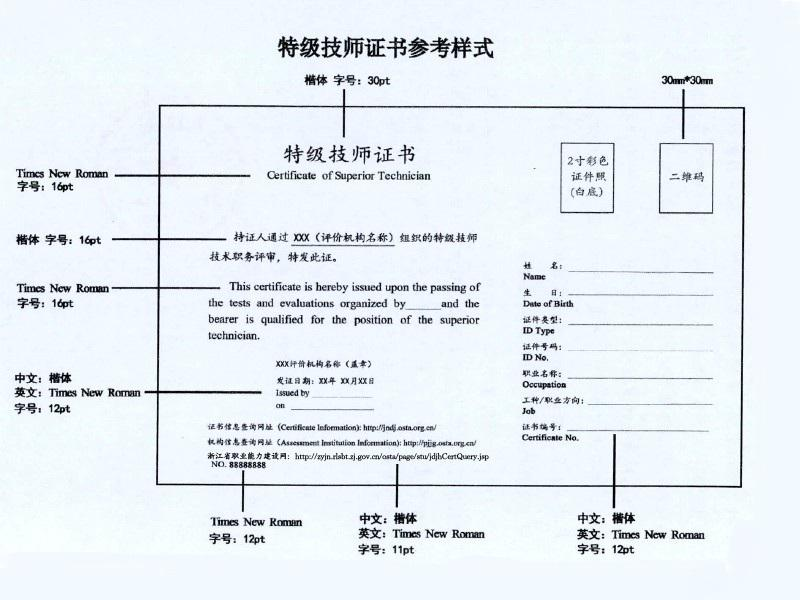 特级技师证书参考样式
楷体 字号：30pt
30mm*30mm
特级技师证书
Certificate of Superior Technician
2寸彩色
证件照
(白底)
二维码
Times New Roman
字号：16pt
楷体 字号：16pt
持证人通过 XXX（评价机构名称）组织的特级技师
技术职务评审，特发此证。
Times New Roman
字号：16pt
This certificate is hereby issued upon the passing of
the tests and evaluations organized by______and the
bearer is qualified for the position of the superior
technician.
姓 名：
Name
生 日：
Date of Birth
证件类型：
ID Type
证件号码：
ID No.
职业名称：
Occupation
工种/职业方向：
Job
证书编号：
Certificate No.
中文：楷体
英文：Times New Roman
字号：12pt
XXX评价机构名称（盖章）
发证日期：XX年 XX月XX日
Issued by
on
证书信息查询网址（Certificate Information): http://jndj.osta.org.cn/
机构信息查询网址（Assessment Institution Information): http://pjjg.osta.org.cn/
浙江省职业能力建设网：http://zyjn.rlsbt.zj.gov.cn/osta/page/stu/jdjhCertQuery.jsp
NO. 88888888
Times New Roman
字号：12pt
中文：楷体
英文：Times New Roman
字号：11pt
中文：楷体
英文：Times New Roman
字号：12pt